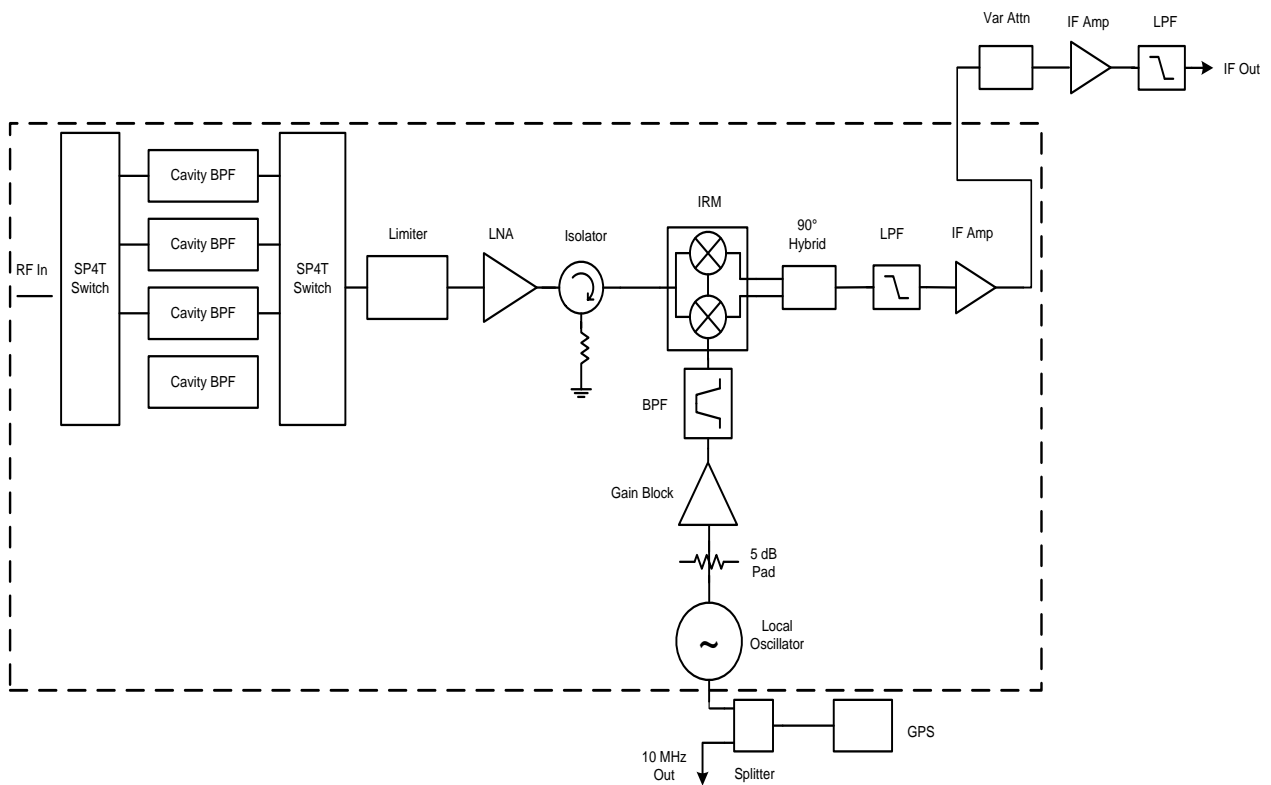 Var Attn
IF Amp
LPF
IF Out
RF In
SP4T
Switch
Cavity BPF
Cavity BPF
Cavity BPF
Cavity BPF
SP4T
Switch
Limiter
LNA
Isolator
IRM
90°
Hybrid
LPF
IF Amp
BPF
Gain Block
5 dB
Pad
Local
Oscillator
~
GPS
10 MHz
Out
Splitter